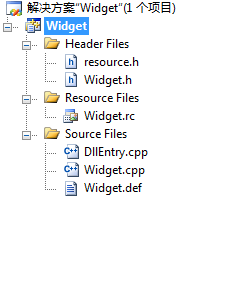 解决方案"Widget"(1 个项目)
Widget
Header Files
resource.h
Widget.h
Resource Files
Widget.rc
Source Files
DllEntry.cpp
Widget.cpp
Widget.def